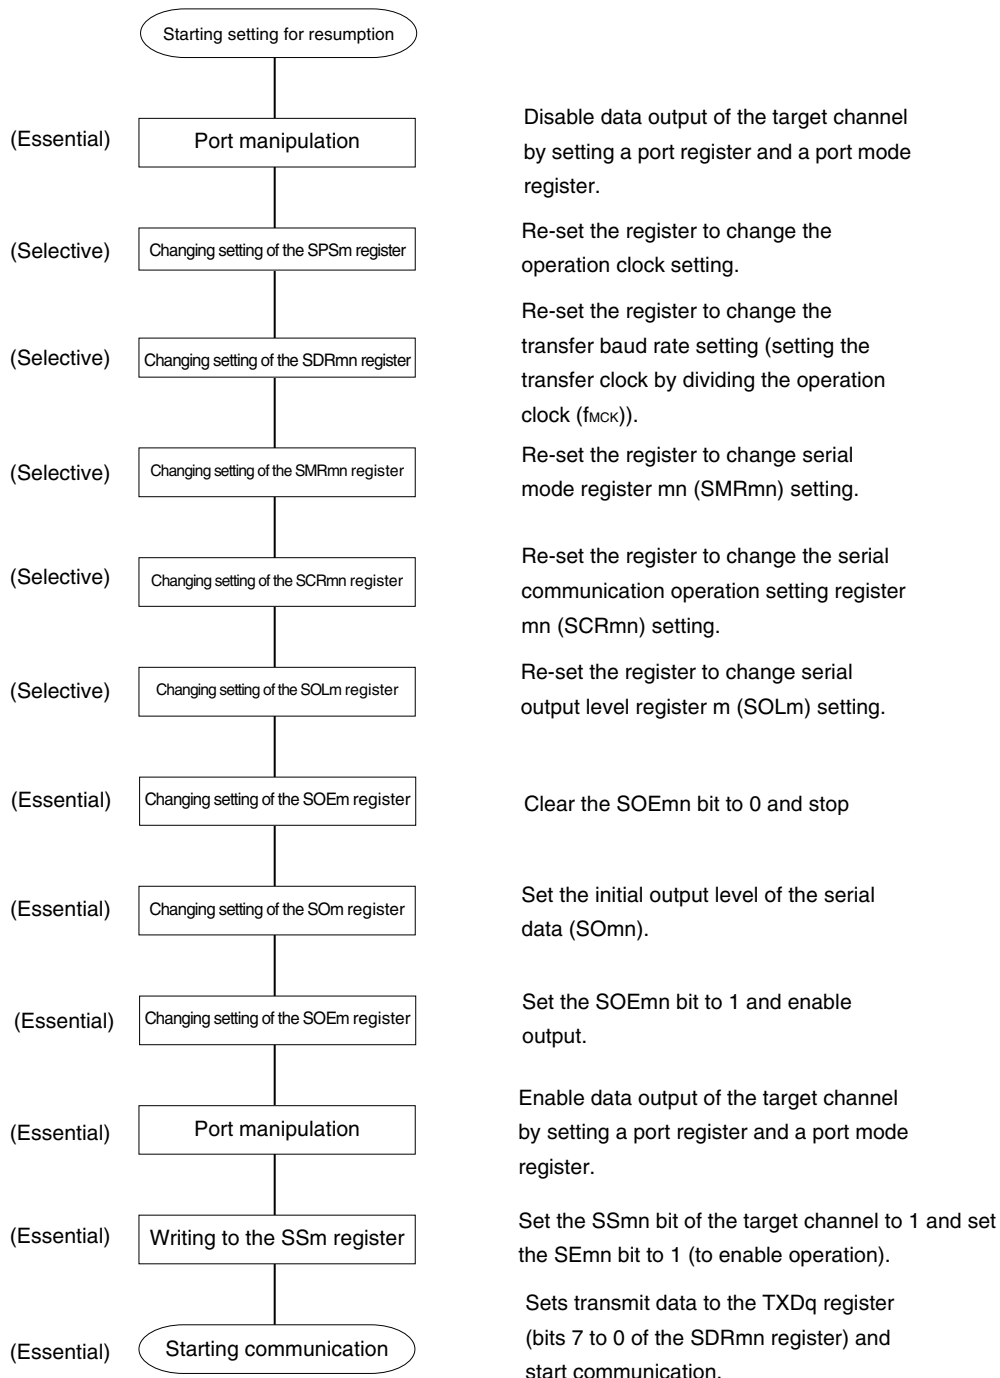 Starting setting for resumption
(Essential)
Port manipulation
Disable data output of the target channel
by setting a port register and a port mode
register.
(Selective)
Changing setting of the SPSm register
Re-set the register to change the
operation clock setting.
(Selective)
Changing setting of the SDRmn register
Re-set the register to change the
transfer baud rate setting (setting the
transfer clock by dividing the operation
clock (fMCK)).
(Selective)
Changing setting of the SMRmn register
Re-set the register to change serial
mode register mn (SMRmn) setting.
(Selective)
Changing setting of the SCRmn register
Re-set the register to change the serial
communication operation setting register
mn (SCRmn) setting.
(Selective)
Changing setting of the SOLm register
Re-set the register to change serial
output level register m (SOLm) setting.
(Essential)
Changing setting of the SOEm register
Clear the SOEmn bit to 0 and stop
(Essential)
Changing setting of the SOm register
Set the initial output level of the serial
data (SOmn).
(Essential)
Changing setting of the SOEm register
Set the SOEmn bit to 1 and enable
output.
(Essential)
Port manipulation
Enable data output of the target channel
by setting a port register and a port mode
register.
(Essential)
Writing to the SSm register
Set the SSmn bit of the target channel to 1 and set
the SEmn bit to 1 (to enable operation).
(Essential)
Starting communication
Sets transmit data to the TXDq register
(bits 7 to 0 of the SDRmn register) and
start communication.